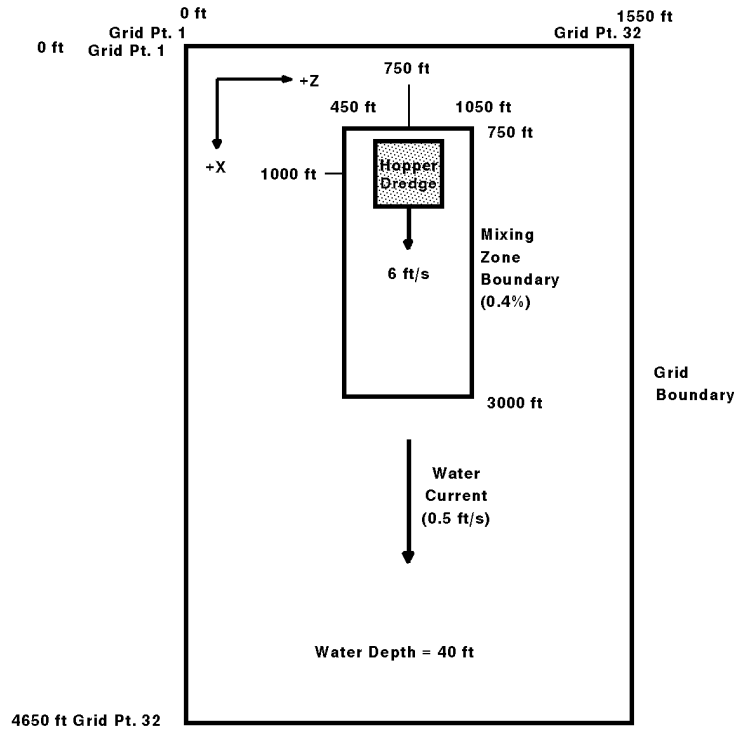 0 ft
1550 ft
Grid Pt. 1
Grid Pt. 32
0 ft Grid Pt. 1
+Z
750 ft
450 ft
1050 ft
750 ft
+X
1000 ft
Hopper
Dredge
Mixing
Zone
Boundary
(0.4%)
6 ft/s
Grid
Boundary
3000 ft
Water
Current
(0.5 ft/s)
Water Depth = 40 ft
4650 ft Grid Pt. 32